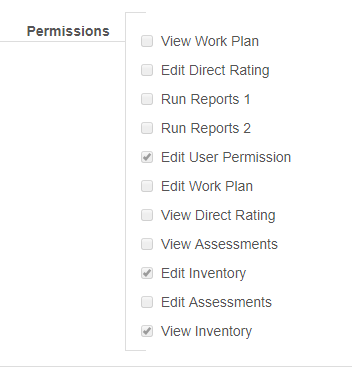 Permissions
View Work Plan
Edit Direct Rating
Run Reports 1
Run Reports 2
Edit User Permission
Edit Work Plan
View Direct Rating
View Assessments
Edit Inventory
Edit Assessments
View Inventory